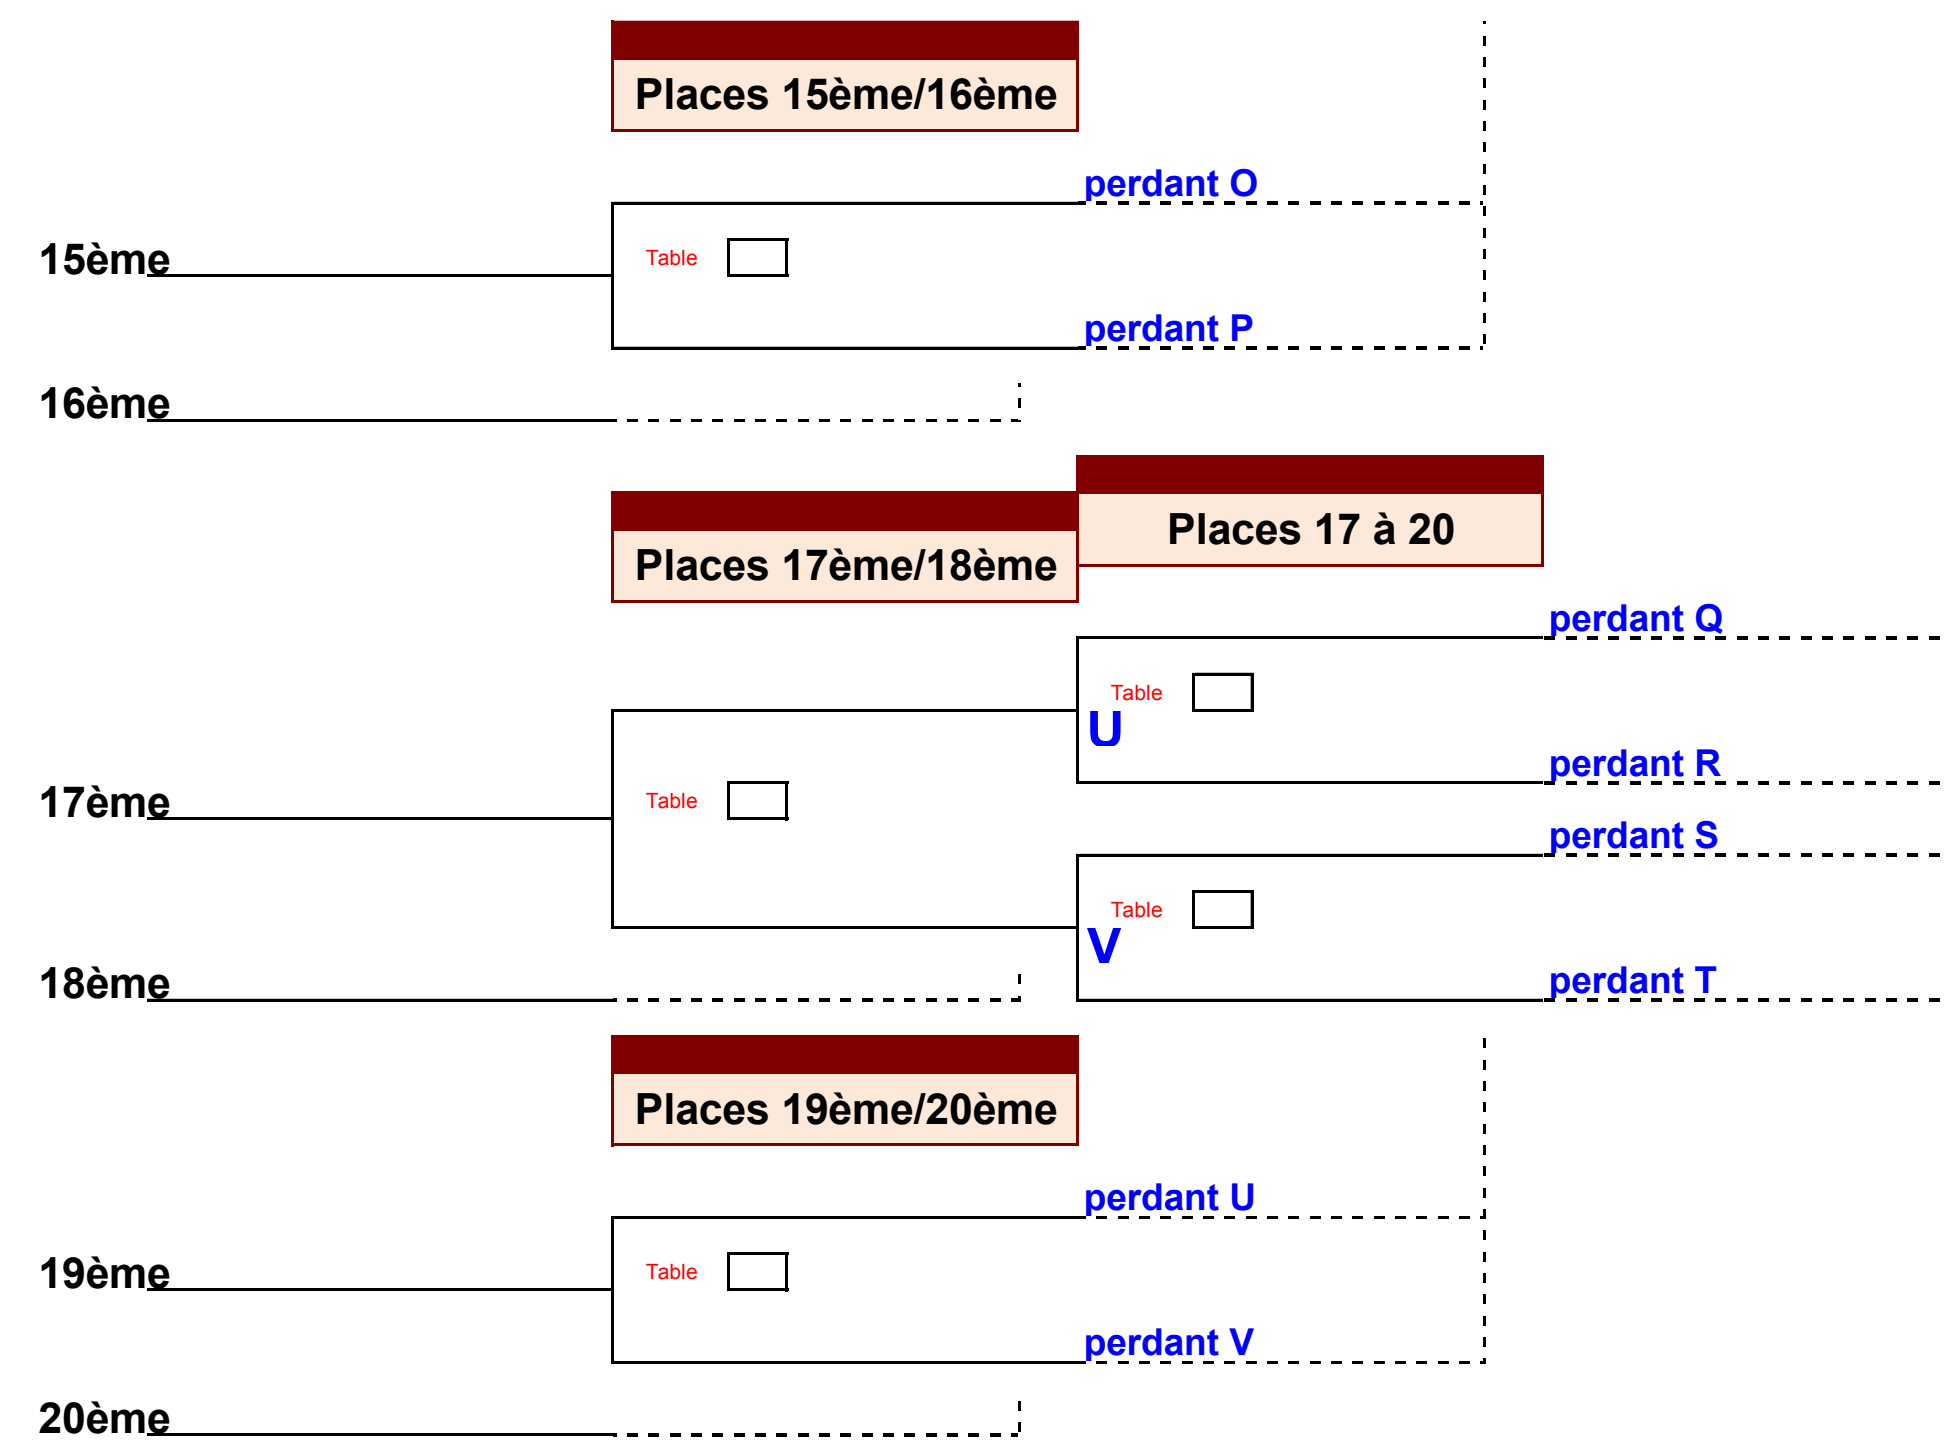 Places 15ème/16ème
perdant O
15ème
Table
perdant P
16ème
Places 17 à 20
Places 17ème/18ème
perdant Q
Table
U
perdant R
17ème
Table
perdant S
Table
V
18ème
perdant T
Places 19ème/20ème
perdant U
19ème
Table
perdant V
20ème